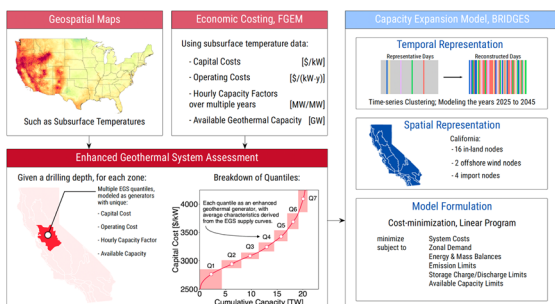 Geospatial Maps
Such as Subsurface Temperatures
Economic Costing, FGEM
Using subsurface temperature data:
- Capital Costs [$/kW]
- Operating Costs [$/(kW-y)]
- Hourly Capacity Factors
over multiple years [MW/MW]
- Available Geothermal Capacity [GW]
Enhanced Geothermal System Assessment
Given a drilling depth, for each zone:
Multiple EGS quantiles,
modeled as generators
with unique:
- Capital Cost
- Operating Cost
- Hourly Capacity Factor
- Available Capacity
Breakdown of Quantiles:
Each quantile as an enhanced
geothermal generator, with
average characteristics derived
from the EGS supply curves.
Capital Cost [$/kW]
4000
3500
3000
2500
Q1
Q2
Q3
Q4
Q5
Q6
Q7
0 5 10 15 20
Cumulative Capacity [TW]
Capacity Expansion Model, BRIDGES
Temporal Representation
Representative Days
Reconstructed Days
Time-series Clustering; Modeling the years 2025 to 2045
Spatial Representation
California:
- 16 in-land nodes
- 2 offshore wind nodes
- 4 import nodes
Model Formulation
Cost-minimization, Linear Program
minimize System Costs
subject to Zonal Demand
Energy & Mass Balances
Emission Limits
Storage Charge/Discharge Limits
Available Capacity Limits